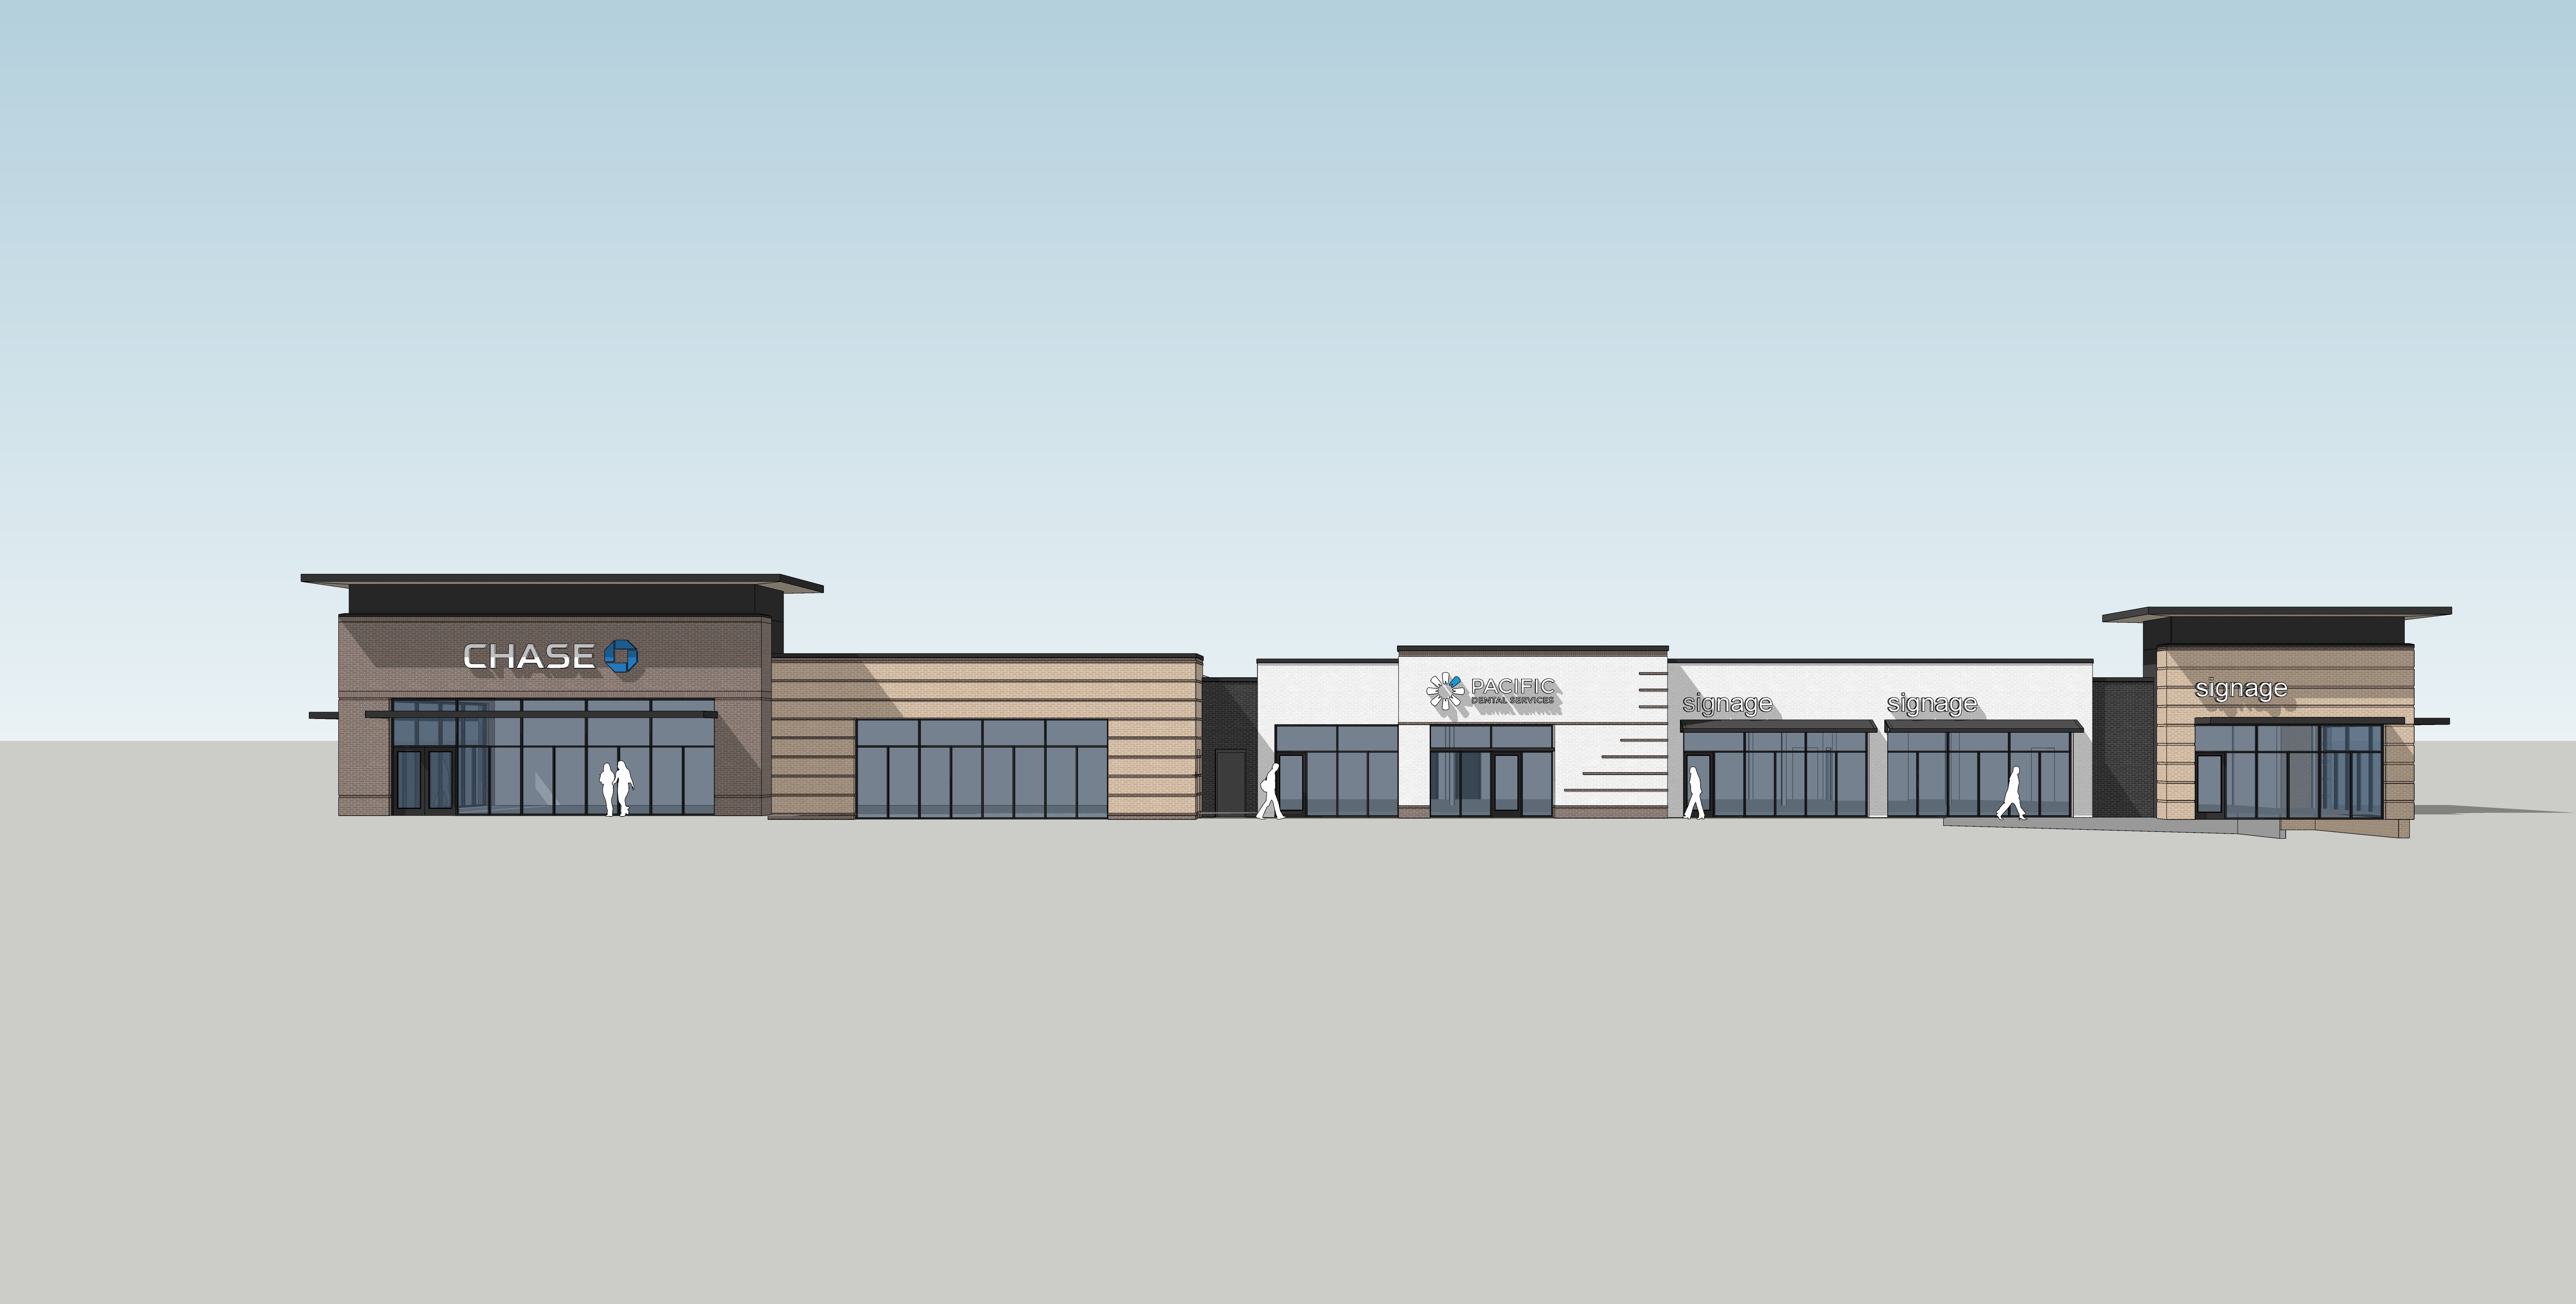 CHASE
PACIFIC
DENTAL SERVICES
signage
signage
signage